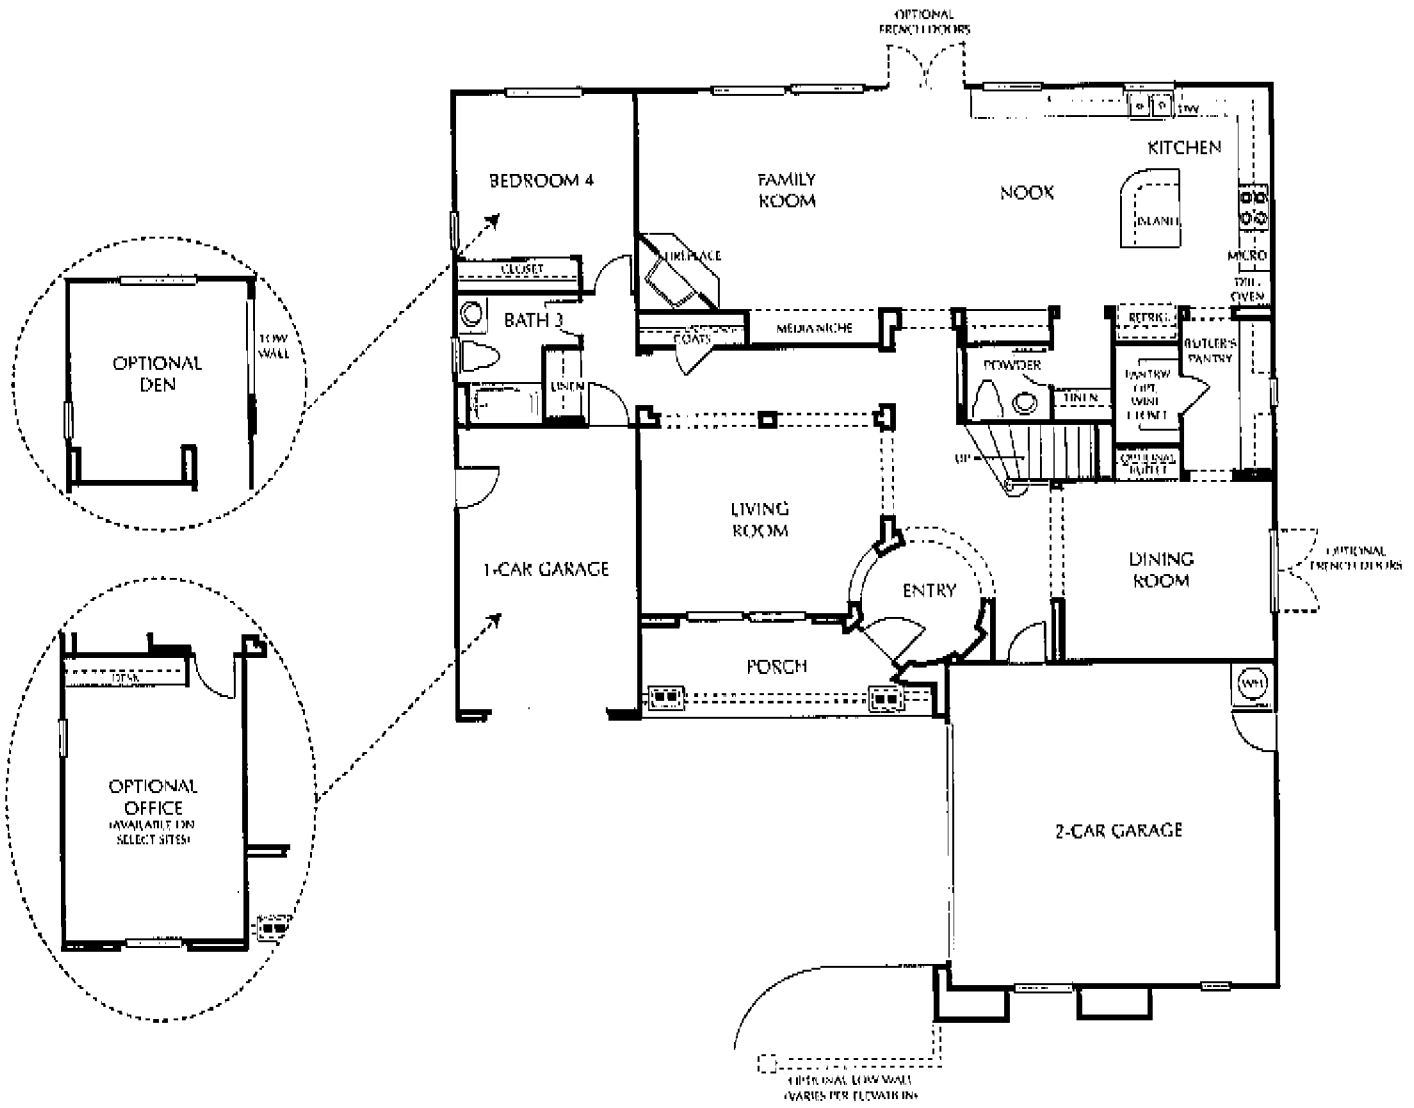 OPTIONAL
FRENCH DOORS
KITCHEN
DW
BEDROOM 4
FAMILY
ROOM
NOOK
ISLAND
FIREPLACE
MICRO
OVEN
CLOSET
BATH 3
COATS
MEDIA NICHE
REFRIG.
BUTLER'S
PANTRY
POWDER
LINEN
LINEN
PANTRY
OPT.
WINE
CLOSET
UP
OPTIONAL
BUFFET
LOW
WALL
OPTIONAL
DEN
LIVING
ROOM
1-CAR GARAGE
ENTRY
DINING
ROOM
OPTIONAL
FRENCH DOORS
PORCH
WH
DESK
OPTIONAL
OFFICE
(AVAILABLE ON
SELECT SITES)
2-CAR GARAGE
OPTIONAL LOW WALL
(VARIES PER ELEVATION)